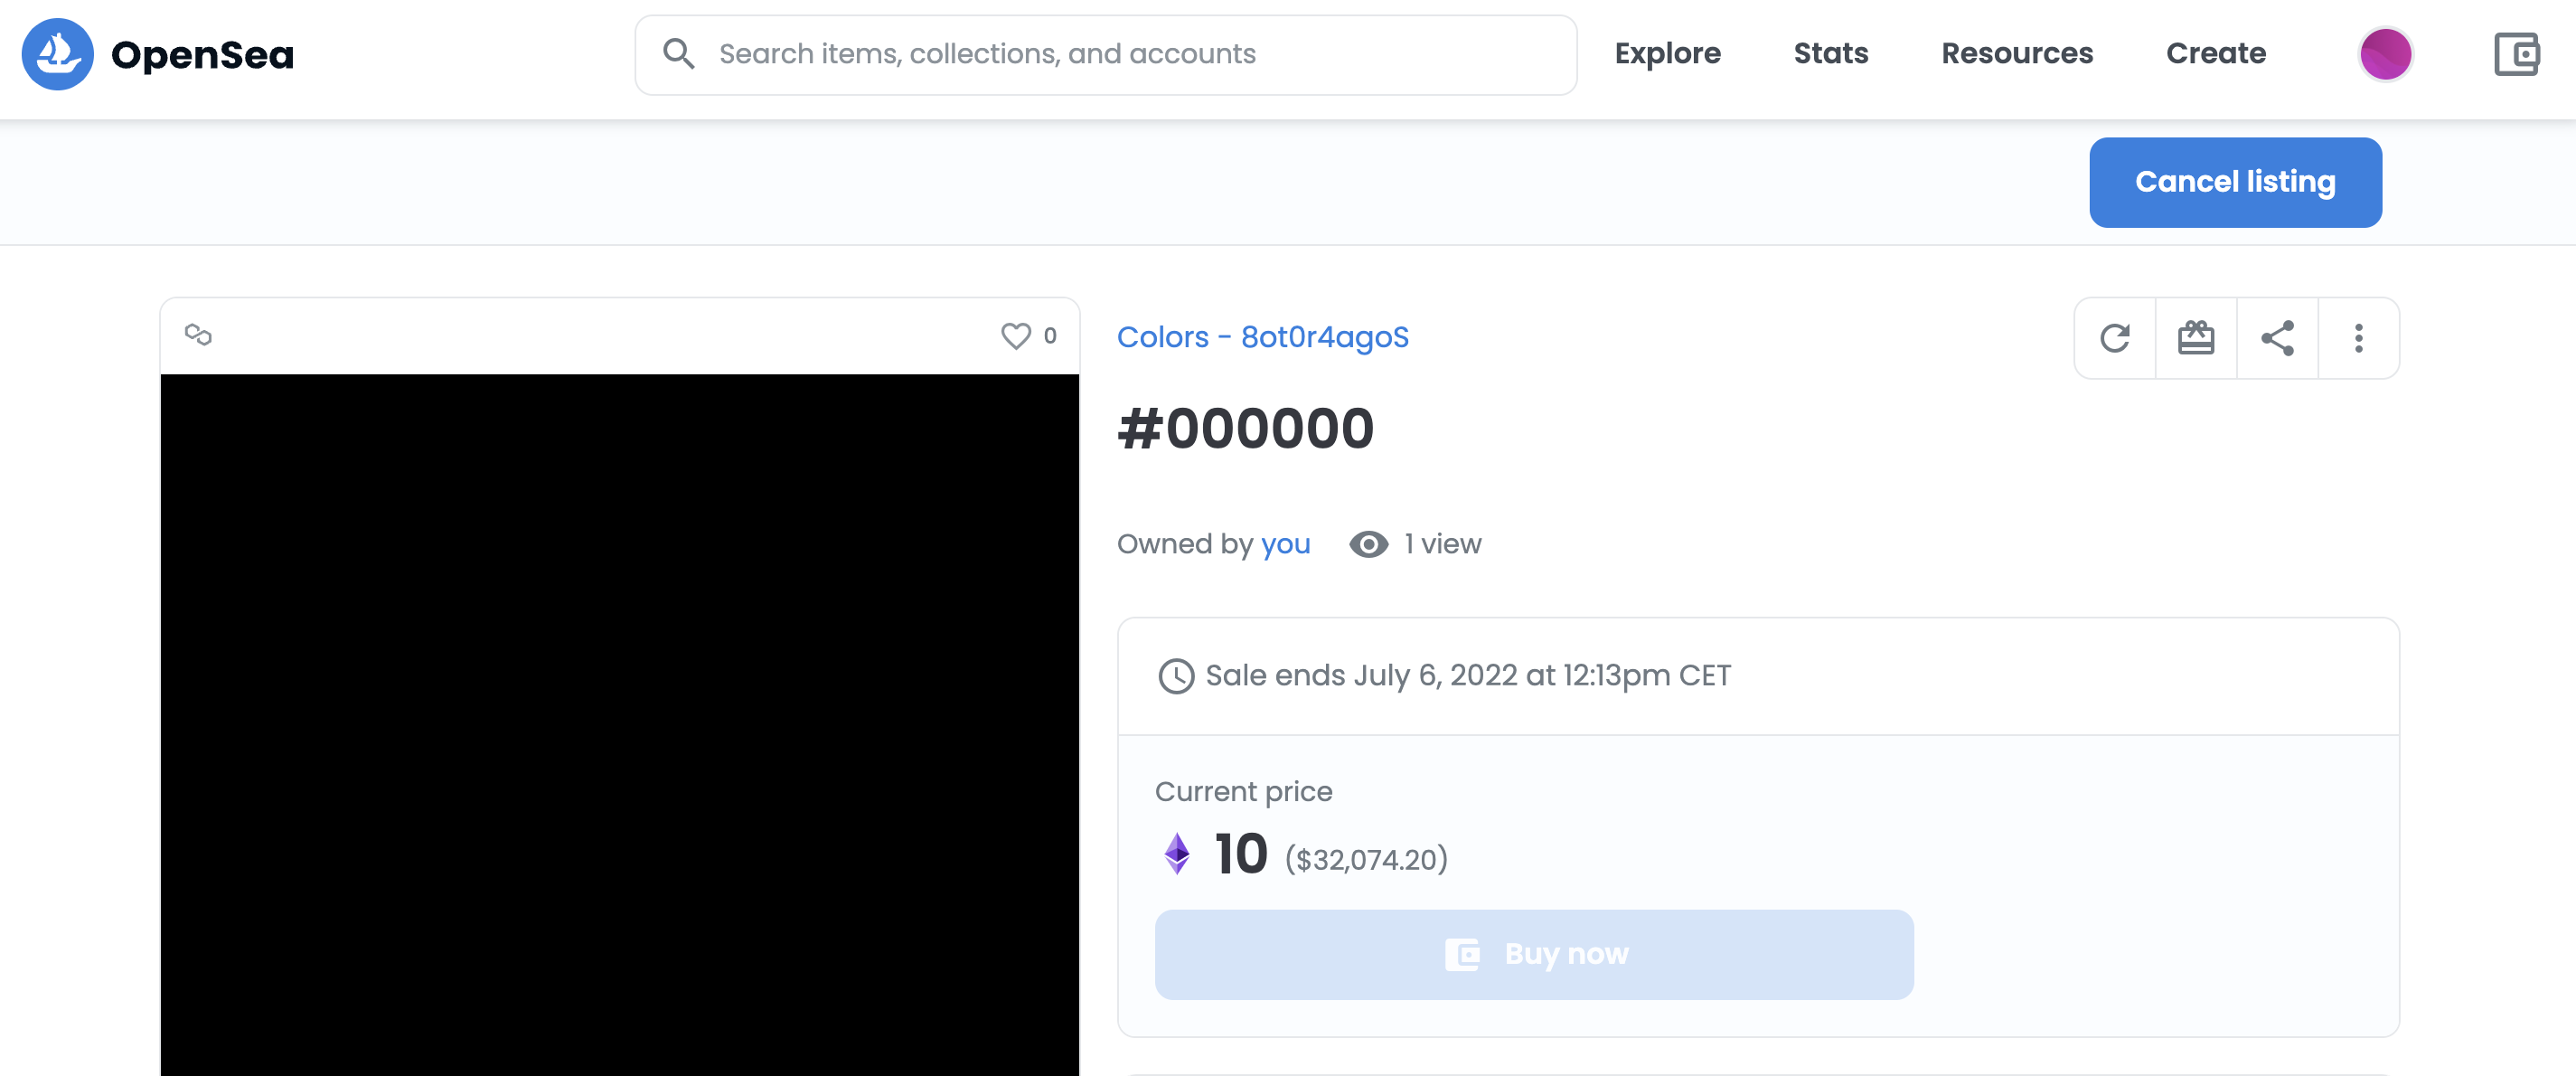 OpenSea
Search items, collections, and accounts
Explore
Stats
Resources
Create
Cancel listing
0
Colors - 8ot0r4agoS
#000000
Owned by you
1 view
Sale ends July 6, 2022 at 12:13pm CET
Current price
10 ($32,074.20)
Buy now